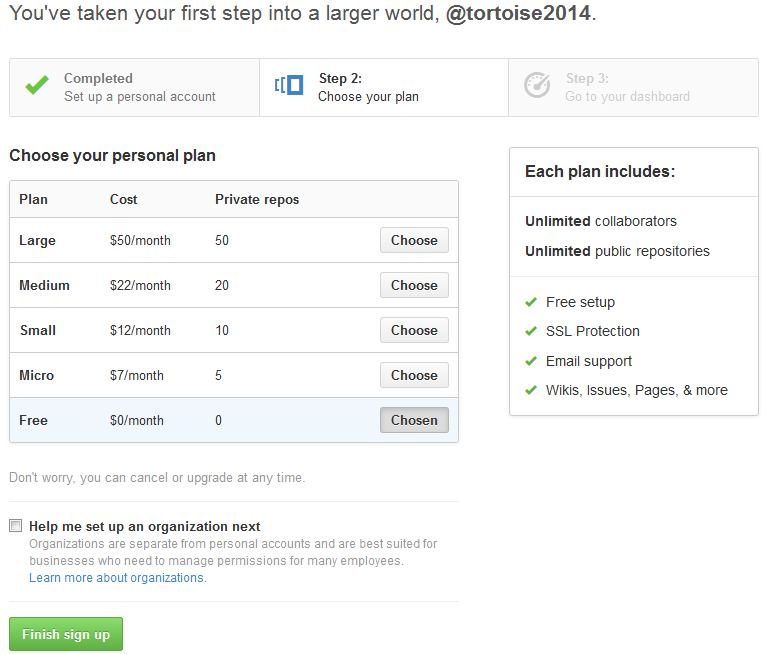 You've taken your first step into a larger world, @tortoise2014.
Completed
Set up a personal account
Step 2:
Choose your plan
Step 3:
Go to your dashboard
Choose your personal plan
Plan Cost Private repos
Large $50/month 50 Choose
Medium $22/month 20 Choose
Small $12/month 10 Choose
Micro $7/month 5 Choose
Free $0/month 0 Chosen
Don't worry, you can cancel or upgrade at any time.
Help me set up an organization next
Organizations are separate from personal accounts and are best suited for
businesses who need to manage permissions for many employees.
Learn more about organizations.
Finish sign up
Each plan includes:
Unlimited collaborators
Unlimited public repositories
Free setup
SSL Protection
Email support
Wikis, Issues, Pages, & more